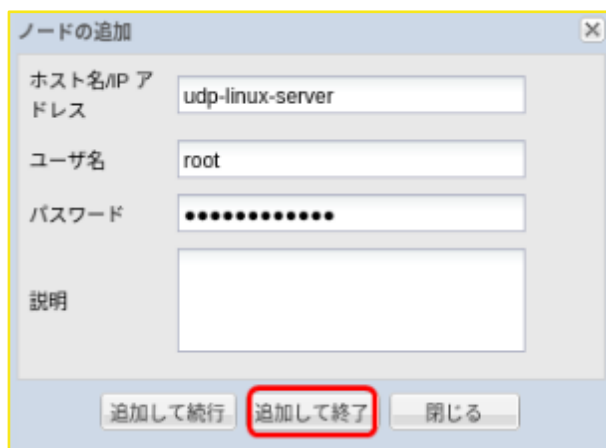 ノードの追加
ホスト名/IP ア
ドレス
udp-linux-server
ユーザ名
root
パスワード
●●●●●●●●●●●●
説明
追加して続行
追加して終了
閉じる